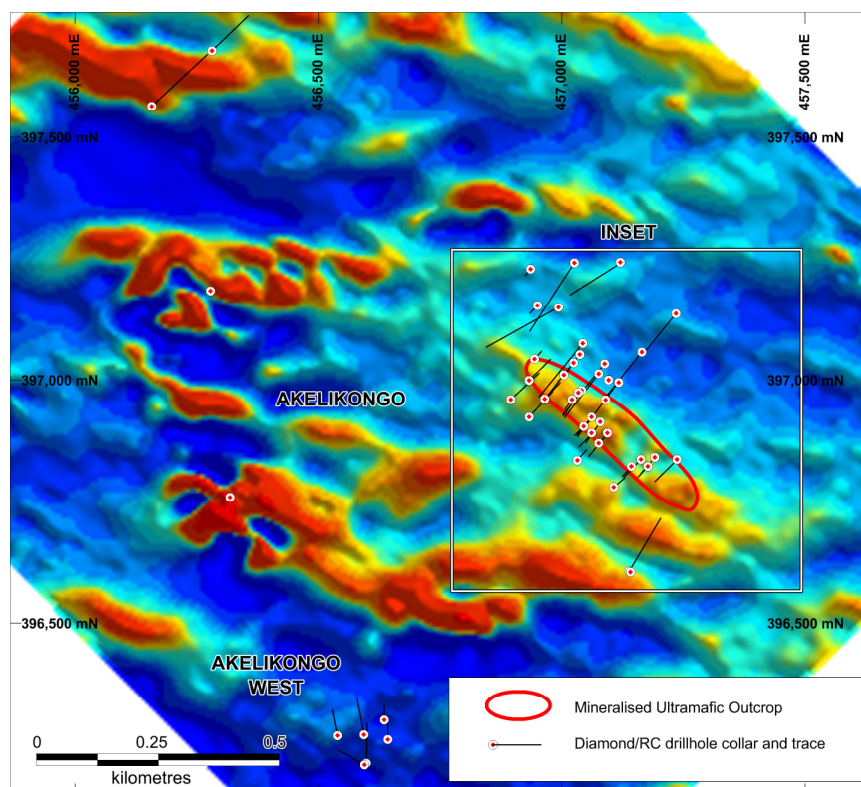 456,000 mE
456,500 mE
457,000 mE
457,500 mE
397,500 mN
397,500 mN
INSET
397,000 mN
AKELIKONGO
397,000 mN
396,500 mN
396,500 mN
AKELIKONGO
WEST
0 0.25 0.5
kilometres
Mineralised Ultramafic Outcrop
Diamond/RC drillhole collar and trace